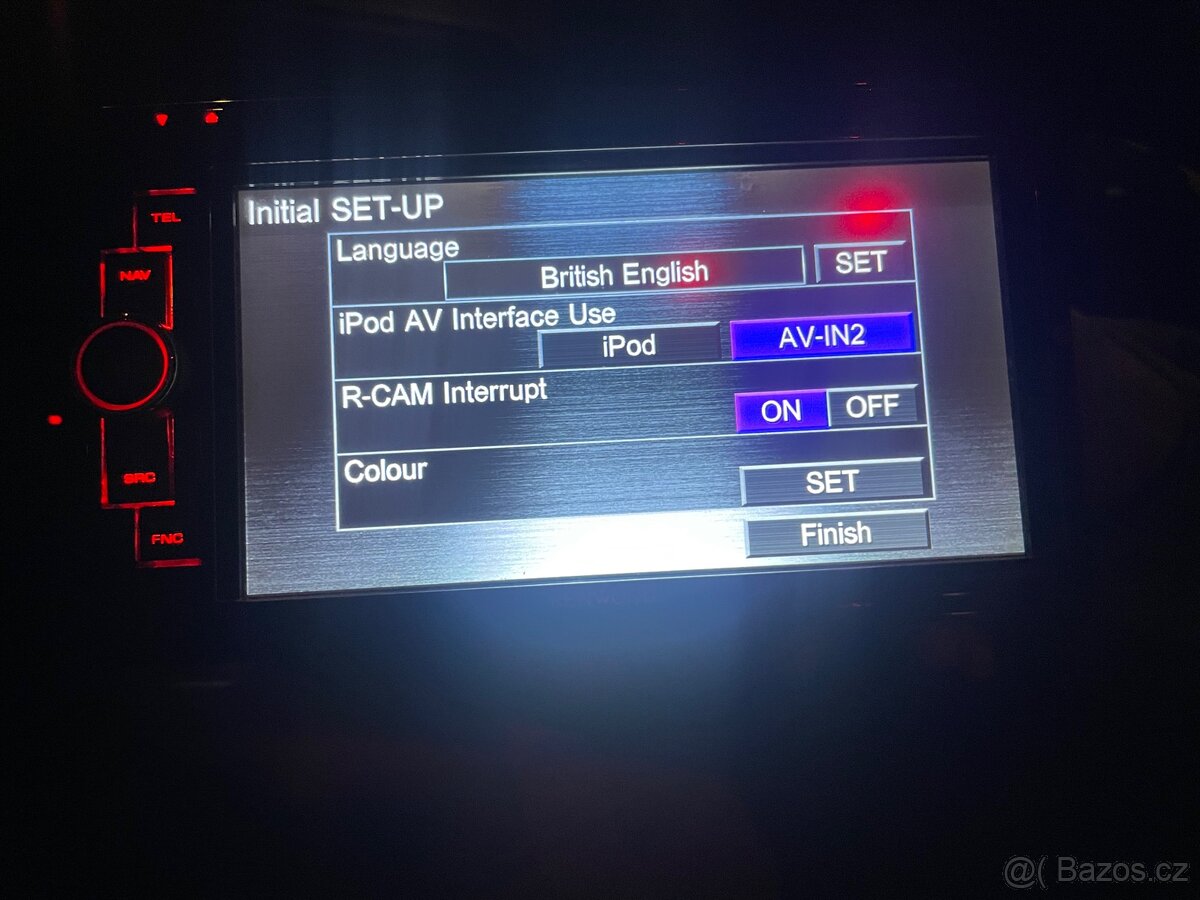 TEL
NAV
SRC
FNC
Initial SET-UP
Language
British English SET
iPod AV Interface Use
iPod AV-IN2
R-CAM Interrupt
ON OFF
Colour
SET
Finish
@( Bazos.cz